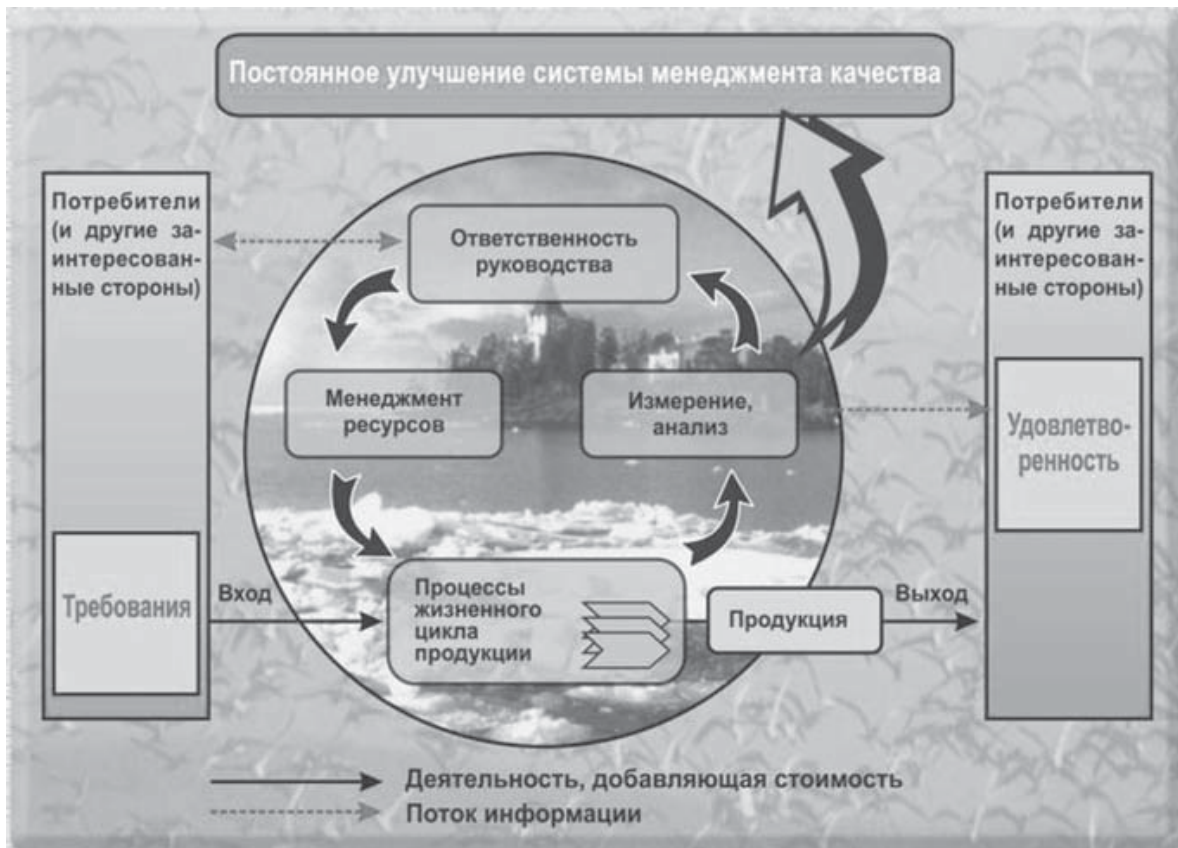 Постоянное улучшение системы менеджмента качества
Потребители
(и другие за-
интересован-
ные стороны)
Требования
Вход
Ответственность
руководства
Менеджмент
ресурсов
Измерение,
анализ
Процессы
жизненного
цикла
продукции
Продукция
Выход
Потребители
(и другие за-
интересован-
ные стороны)
Удовлетво-
ренность
Деятельность, добавляющая стоимость
Поток информации